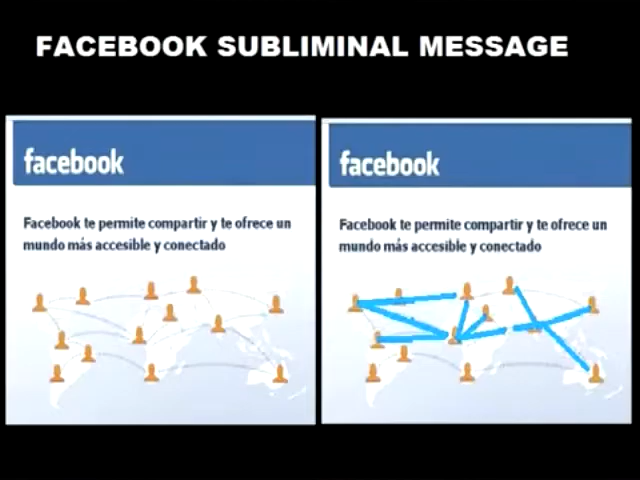 FACEBOOK SUBLIMINAL MESSAGE
facebook
Facebook te permite compartir y te ofrece un
mundo más accesible y conectado
facebook
Facebook te permite compartir y te ofrece un
mundo más accesible y conectado